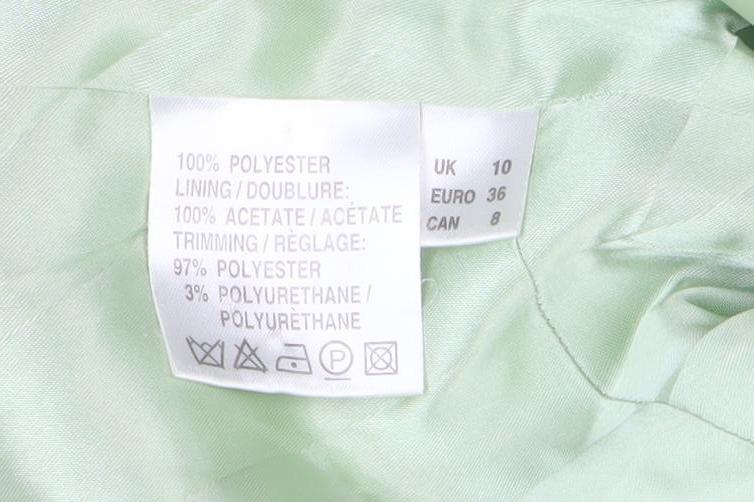 100% POLYESTER
LINING / DOUBLURE:
100% ACETATE / ACÉTATE
TRIMMING / RÈGLAGE:
97% POLYESTER
3% POLYURETHANE /
POLYURÈTHANE
P
UK 10
EURO 36
CAN 8